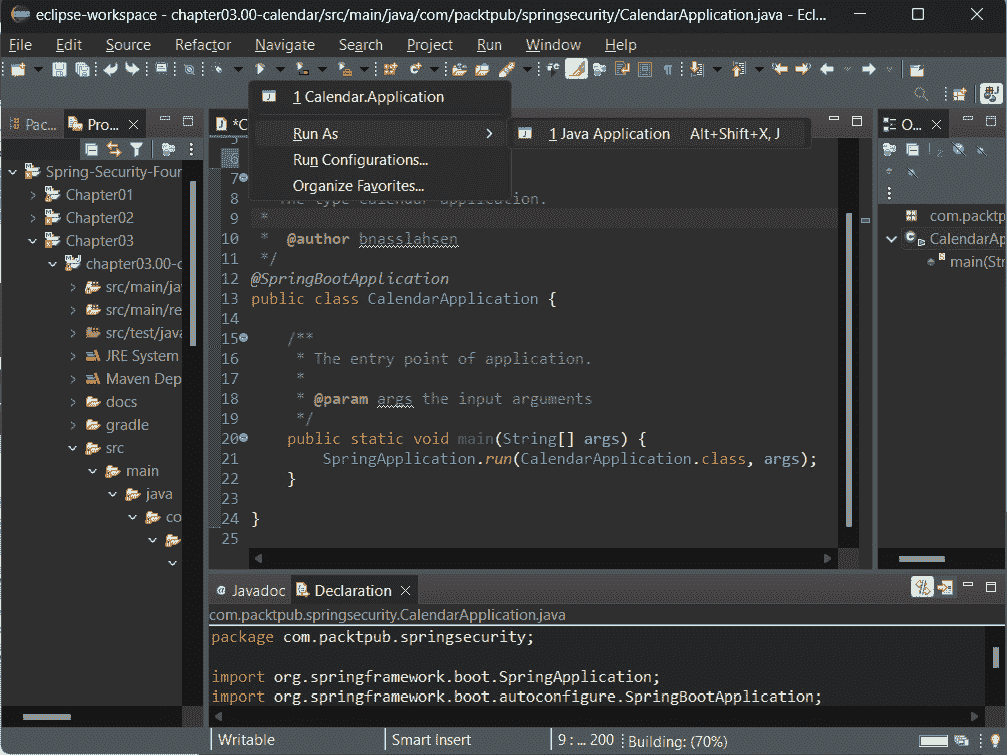 eclipse-workspace - chapter03.00-calendar/src/main/java/com/packtpub/springsecurity/CalendarApplication.java - Ecl...
File Edit Source Refactor Navigate Search Project Run Window Help
1 Calendar.Application
Run As
1 Java Application Alt+Shift+X, J
Run Configurations...
Organize Favorites...
Pac...
Pro...
Spring-Security-Four
Chapter01
Chapter02
Chapter03
chapter03.00-c
src/main/ja
src/main/re
src/test/java
JRE System
Maven Dep
docs
gradle
src
main
java
co
*C
5
6
7
8 The type Calendar application.
9 *
10 * @author bnasslahsen
11 */
12 @SpringBootApplication
13 public class CalendarApplication {
14
15 /**
16 * The entry point of application.
17 *
18 * @param args the input arguments
19 */
20 public static void main(String[] args) {
21 SpringApplication.run(CalendarApplication.class, args);
22 }
23
24 }
25
O...
com.packtp
CalendarAp
main(Str
@ Javadoc
Declaration
com.packtpub.springsecurity.CalendarApplication.java
package com.packtpub.springsecurity;
import org.springframework.boot.SpringApplication;
import org.springframework.boot.autoconfigure.SpringBootApplication;
Writable
Smart Insert
9 : ... 200
Building: (70%)